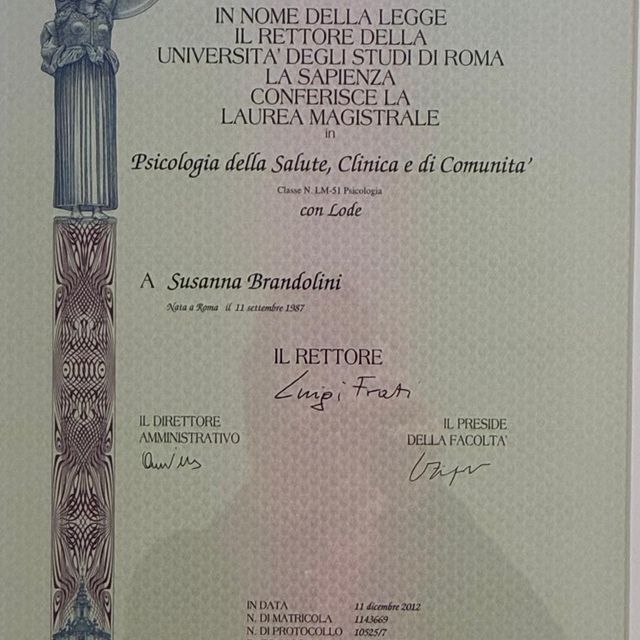 IN NOME DELLA LEGGE
IL RETTORE DELLA
UNIVERSITA' DEGLI STUDI DI ROMA
LA SAPIENZA
CONFERISCE LA
LAUREA MAGISTRALE
in
Psicologia della Salute, Clinica e di Comunita'
Classe N. LM-51 Psicologia
con Lode
A Susanna Brandolini
Nata a Roma il 11 settembre 1987
IL RETTORE
Luigi Frati
IL DIRETTORE
AMMINISTRATIVO
IL PRESIDE
DELLA FACOLTA'
IN DATA 11 dicembre 2012
N. DI MATRICOLA 1143669
N. DI PROTOCOLLO 10525/7